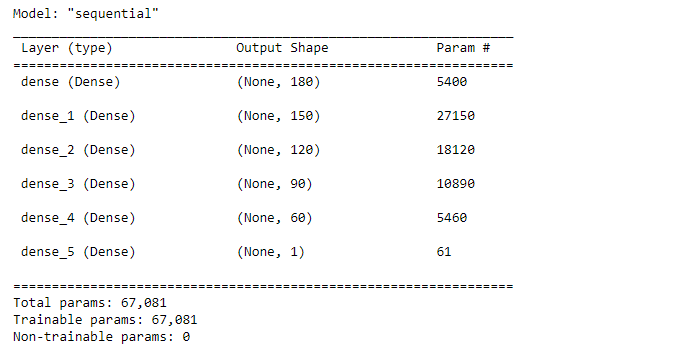 Model: "sequential"
_________________________________________________________________
Layer (type) Output Shape Param #
=================================================================
dense (Dense) (None, 180) 5400
dense_1 (Dense) (None, 150) 27150
dense_2 (Dense) (None, 120) 18120
dense_3 (Dense) (None, 90) 10890
dense_4 (Dense) (None, 60) 5460
dense_5 (Dense) (None, 1) 61
=================================================================
Total params: 67,081
Trainable params: 67,081
Non-trainable params: 0